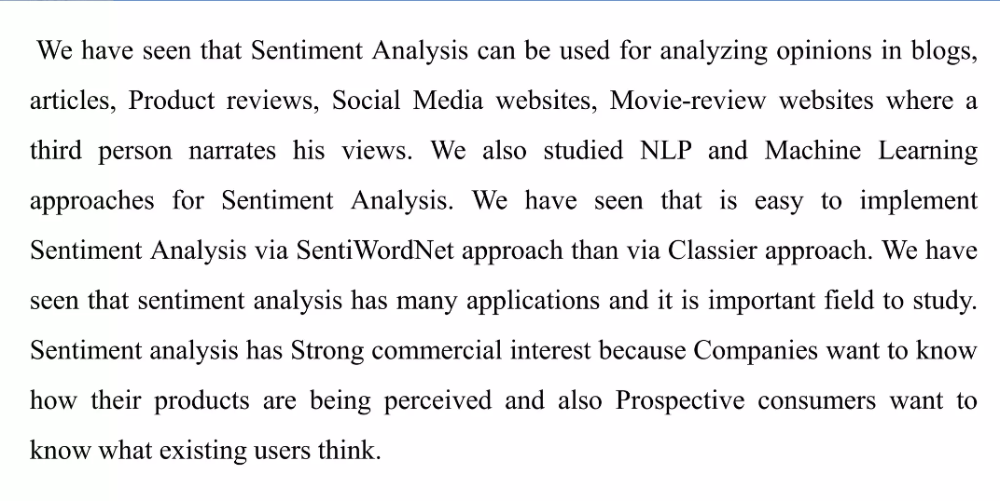 We have seen that Sentiment Analysis can be used for analyzing opinions in blogs,
articles, Product reviews, Social Media websites, Movie-review websites where a
third person narrates his views. We also studied NLP and Machine Learning
approaches for Sentiment Analysis. We have seen that is easy to implement
Sentiment Analysis via SentiWordNet approach than via Classier approach. We have
seen that sentiment analysis has many applications and it is important field to study.
Sentiment analysis has Strong commercial interest because Companies want to know
how their products are being perceived and also Prospective consumers want to
know what existing users think.